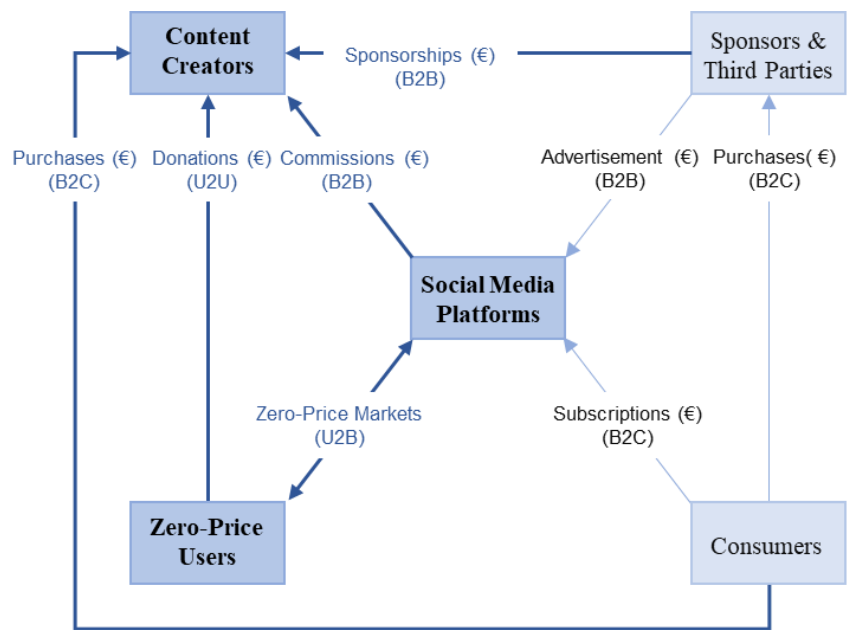 Content
Creators
Sponsorships (€)
(B2B)
Sponsors &
Third Parties
Purchases (€)
(B2C)
Donations (€)
(U2U)
Commissions (€)
(B2B)
Advertisement (€)
(B2B)
Purchases( €)
(B2C)
Social Media
Platforms
Zero-Price Markets
(U2B)
Subscriptions (€)
(B2C)
Zero-Price
Users
Consumers